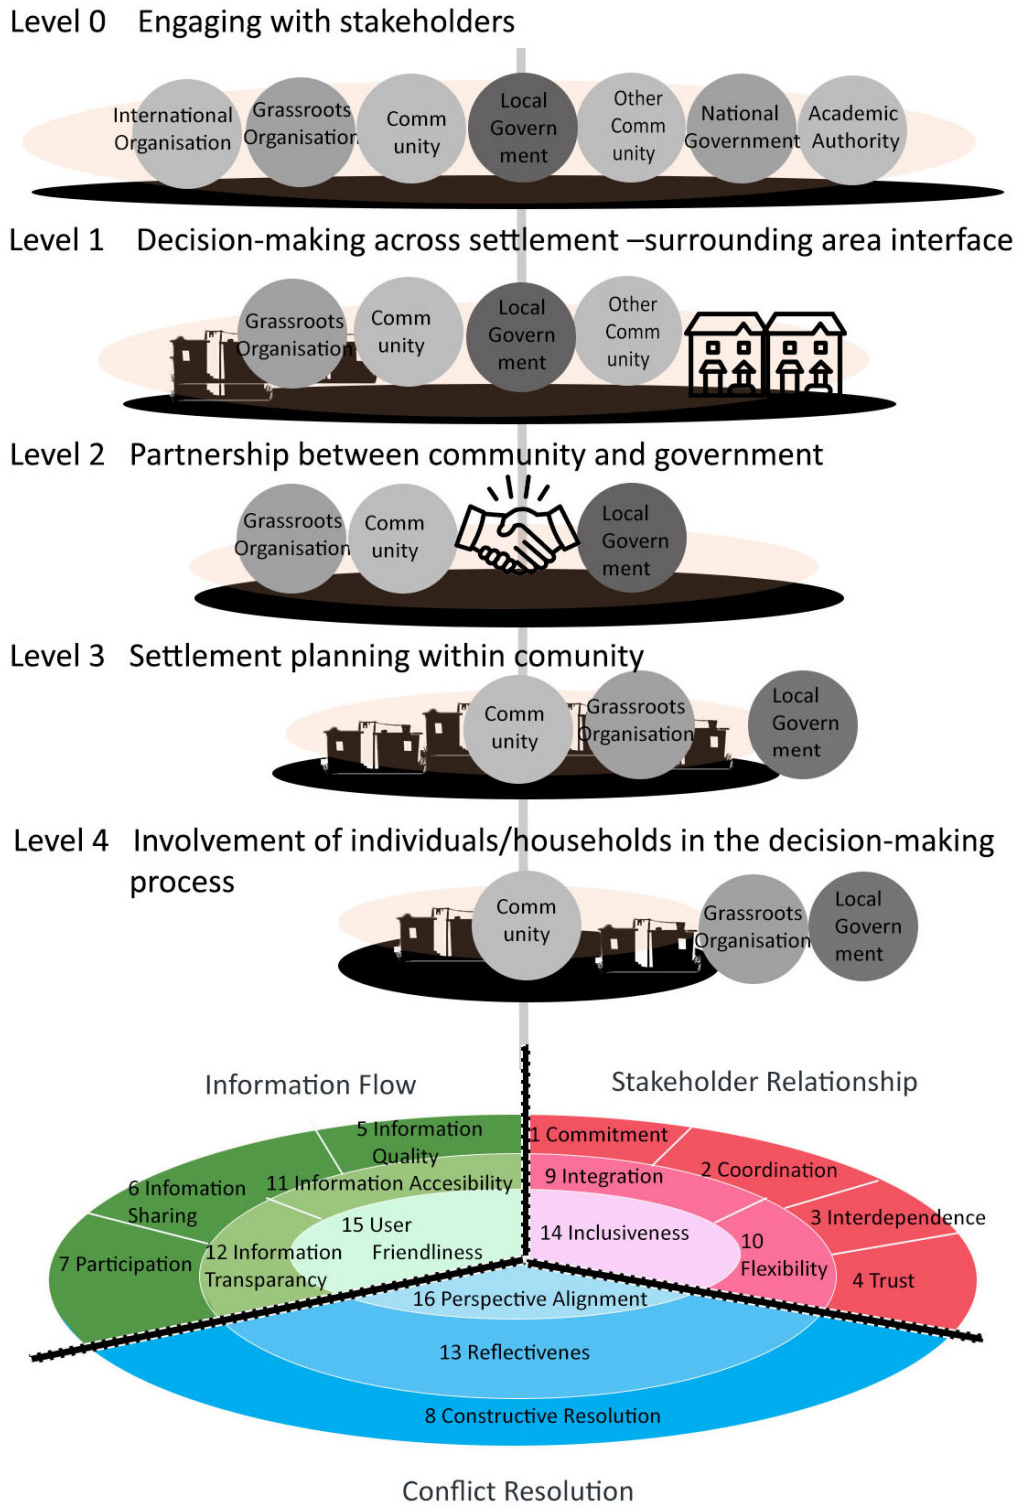 Level 0 Engaging with stakeholders
International
Organisation
Grassroots
Organisation
Comm
unity
Local
Govern
ment
Other
Comm
unity
National
Government
Academic
Authority
Level 1 Decision-making across settlement –surrounding area interface
Grassroots
Organisation
Comm
unity
Local
Govern
ment
Other
Comm
unity
Level 2 Partnership between community and government
Grassroots
Organisation
Comm
unity
Local
Govern
ment
Level 3 Settlement planning within comunity
Comm
unity
Grassroots
Organisation
Local
Govern
ment
Level 4 Involvement of individuals/households in the decision-making
process
Comm
unity
Grassroots
Organisation
Local
Govern
ment
Information Flow
Stakeholder Relationship
5 Information
Quality
1 Commitment
2 Coordination
6 Infomation
Sharing
11 Information Accesibility
9 Integration
3 Interdependence
7 Participation
12 Information
Transparancy
15 User
Friendliness
14 Inclusiveness
10
Flexibility
4 Trust
16 Perspective Alignment
13 Reflectivenes
8 Constructive Resolution
Conflict Resolution